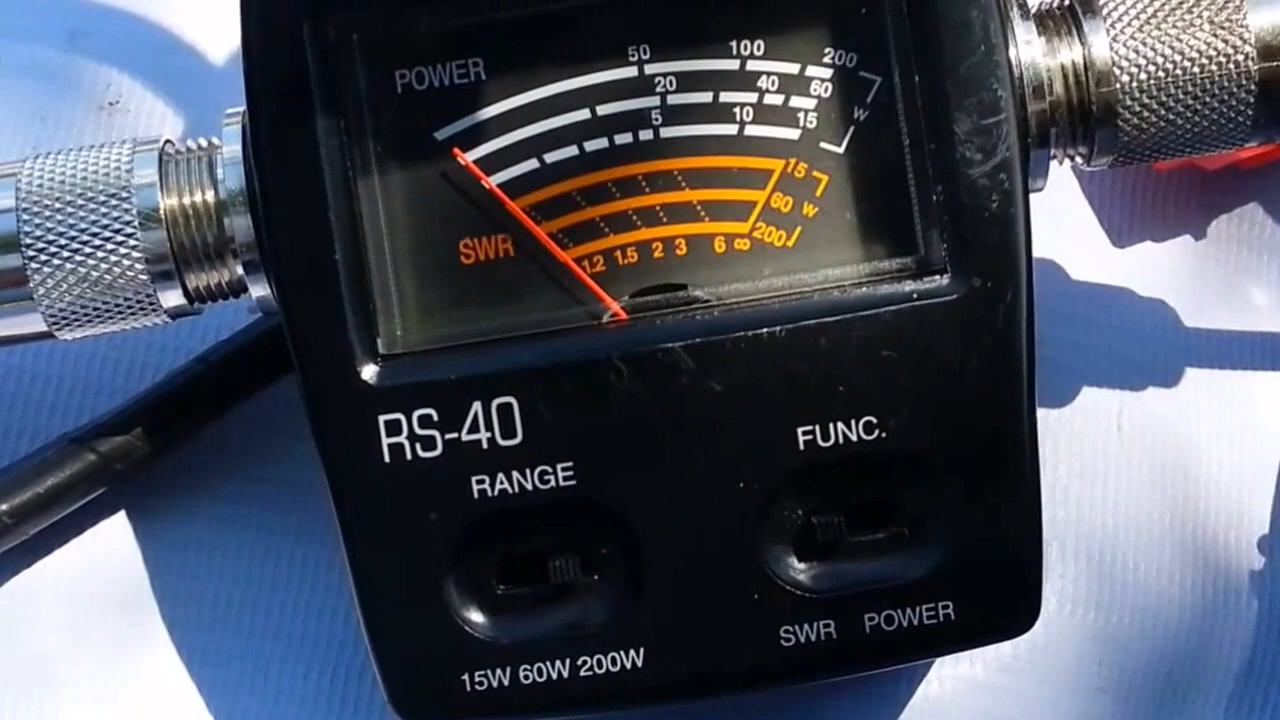 POWER 50 100 200
20 40 60
5 10 15 W
15
60 W
SWR 1.2 1.5 2 3 6 ∞ 200
RS-40
RANGE FUNC.
SWR POWER
15W 60W 200W